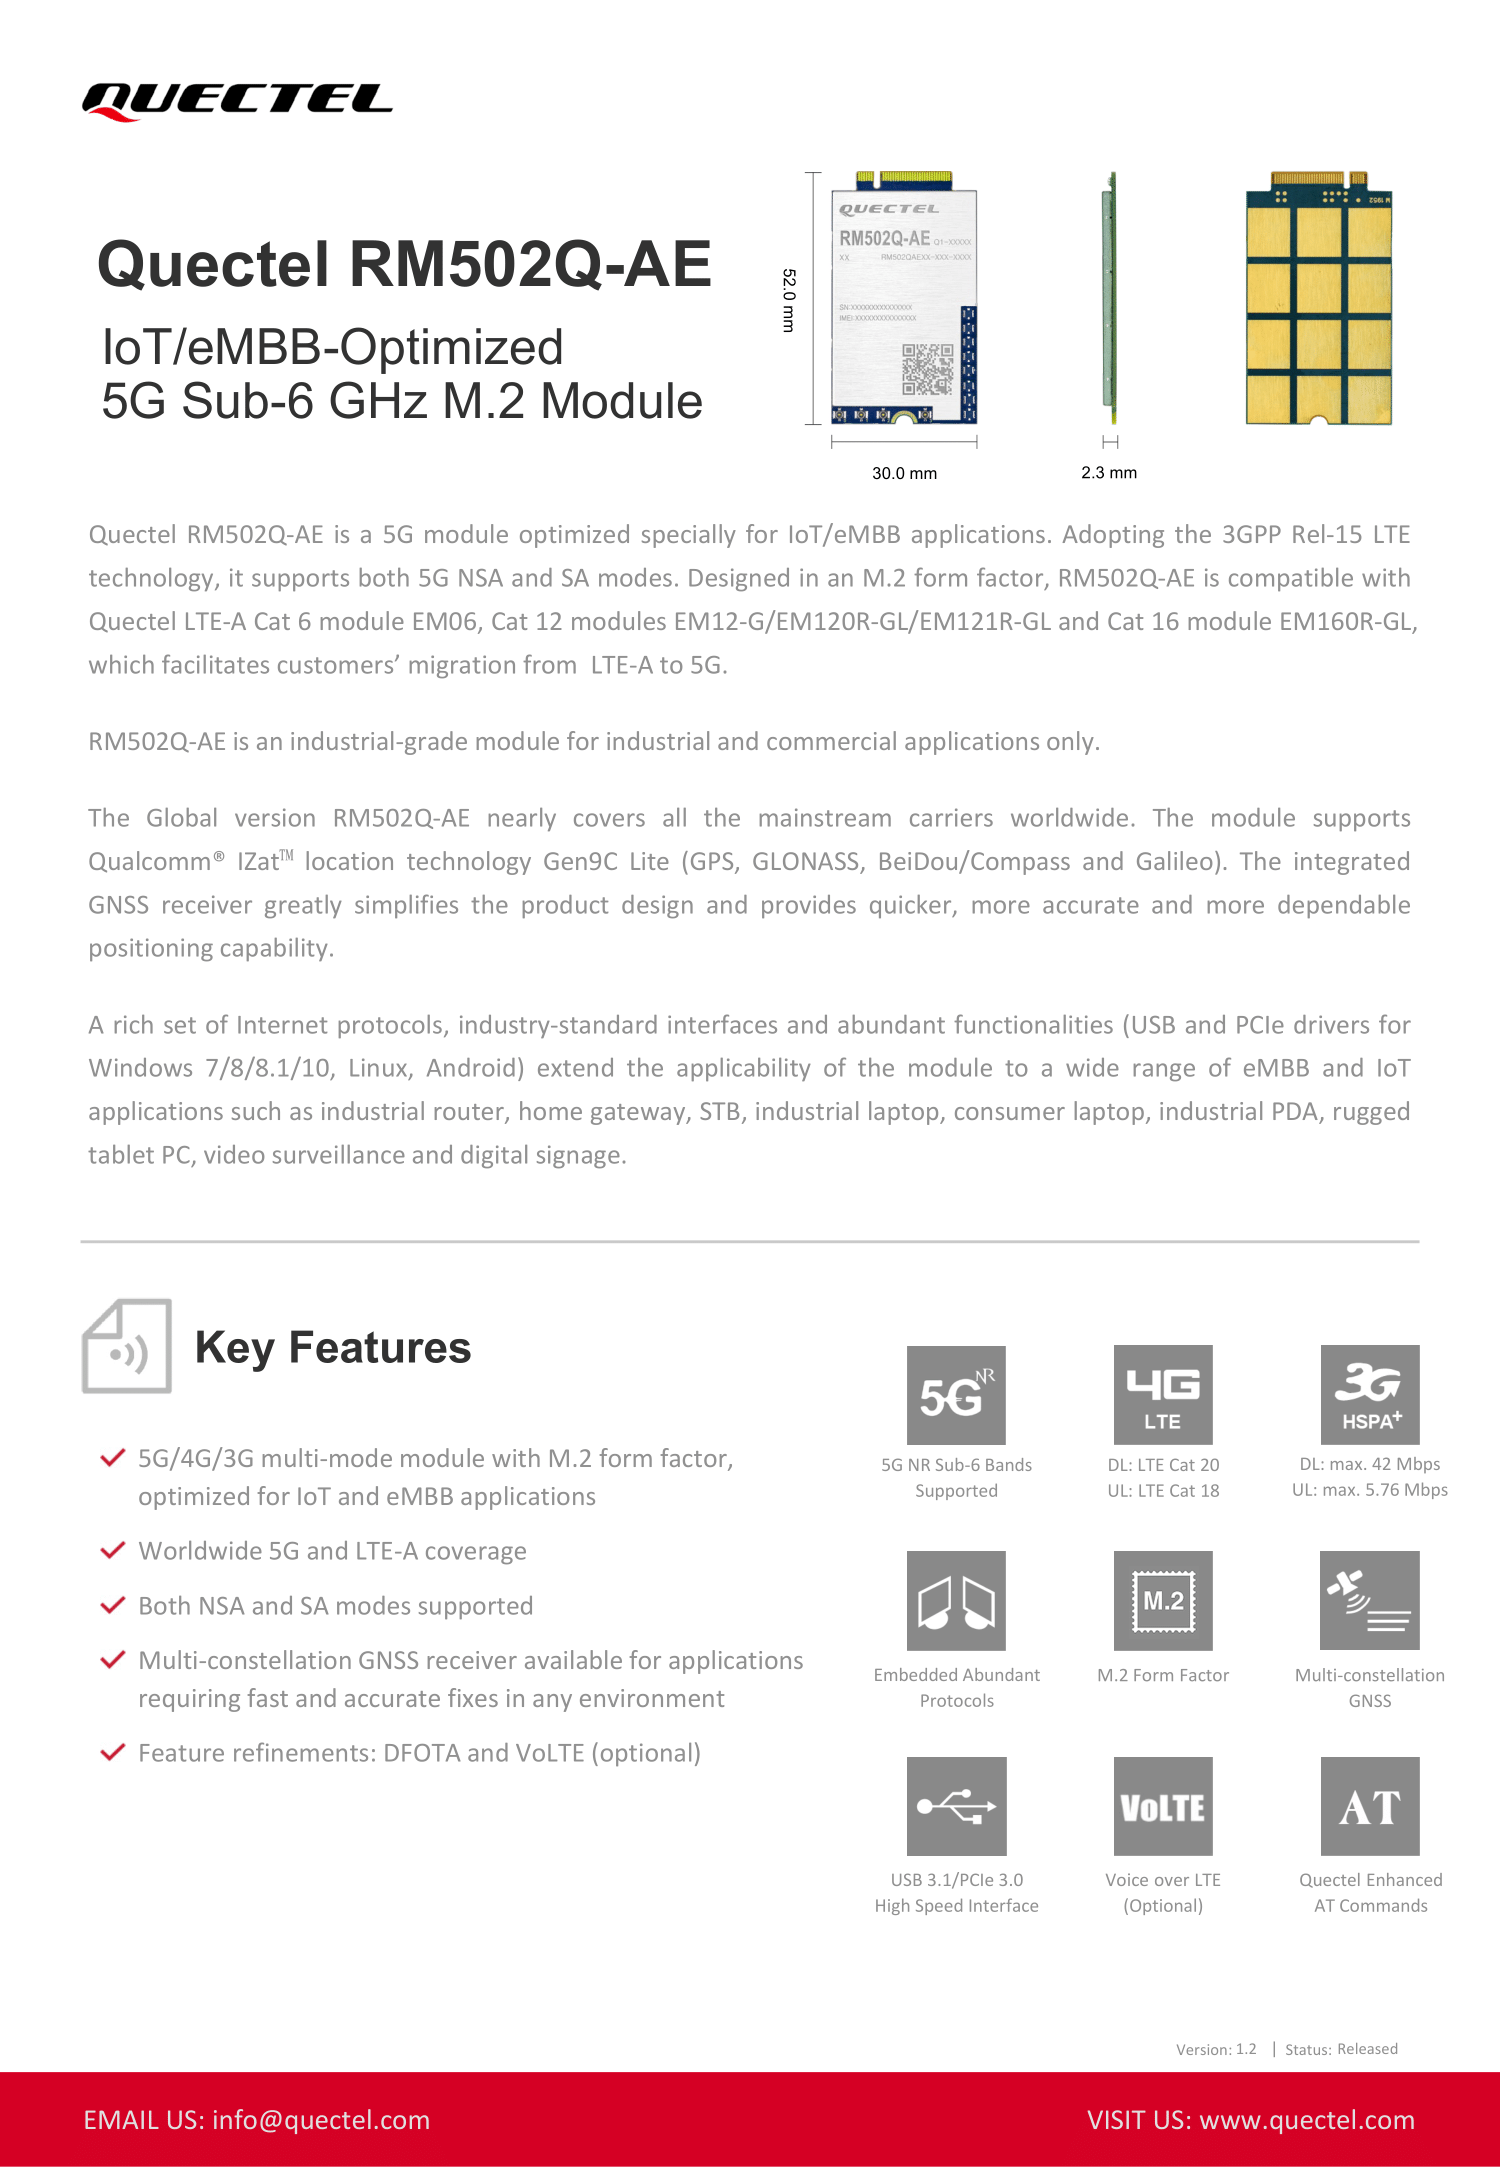 QUECTEL
Quectel RM502Q-AE
IoT/eMBB-Optimized
5G Sub-6 GHz M.2 Module
52.0 mm
QUECTEL
RM502Q-AE Q1-XXXXX
XX RM502QAEXX-XXX-XXXX
SN:XXXXXXXXXXXXXXX
IMEI:XXXXXXXXXXXXXXX
M 1952
30.0 mm
2.3 mm
Quectel RM502Q-AE is a 5G module optimized specially for IoT/eMBB applications. Adopting the 3GPP Rel-15 LTE
technology, it supports both 5G NSA and SA modes. Designed in an M.2 form factor, RM502Q-AE is compatible with
Quectel LTE-A Cat 6 module EM06, Cat 12 modules EM12-G/EM120R-GL/EM121R-GL and Cat 16 module EM160R-GL,
which facilitates customers’ migration from LTE-A to 5G.
RM502Q-AE is an industrial-grade module for industrial and commercial applications only.
The Global version RM502Q-AE nearly covers all the mainstream carriers worldwide. The module supports
Qualcomm® IZat™ location technology Gen9C Lite (GPS, GLONASS, BeiDou/Compass and Galileo). The integrated
GNSS receiver greatly simplifies the product design and provides quicker, more accurate and more dependable
positioning capability.
A rich set of Internet protocols, industry-standard interfaces and abundant functionalities (USB and PCIe drivers for
Windows 7/8/8.1/10, Linux, Android) extend the applicability of the module to a wide range of eMBB and IoT
applications such as industrial router, home gateway, STB, industrial laptop, consumer laptop, industrial PDA, rugged
tablet PC, video surveillance and digital signage.
Key Features
5G/4G/3G multi-mode module with M.2 form factor,
optimized for IoT and eMBB applications
Worldwide 5G and LTE-A coverage
Both NSA and SA modes supported
Multi-constellation GNSS receiver available for applications
requiring fast and accurate fixes in any environment
Feature refinements: DFOTA and VoLTE (optional)
5G NR
5G NR Sub-6 Bands
Supported
4G
LTE
DL: LTE Cat 20
UL: LTE Cat 18
3G
HSPA+
DL: max. 42 Mbps
UL: max. 5.76 Mbps
Embedded Abundant
Protocols
M.2
M.2 Form Factor
Multi-constellation
GNSS
USB 3.1/PCIe 3.0
High Speed Interface
VoLTE
Voice over LTE
(Optional)
AT
Quectel Enhanced
AT Commands
Version: 1.2 | Status: Released
EMAIL US: info@quectel.com
VISIT US: www.quectel.com